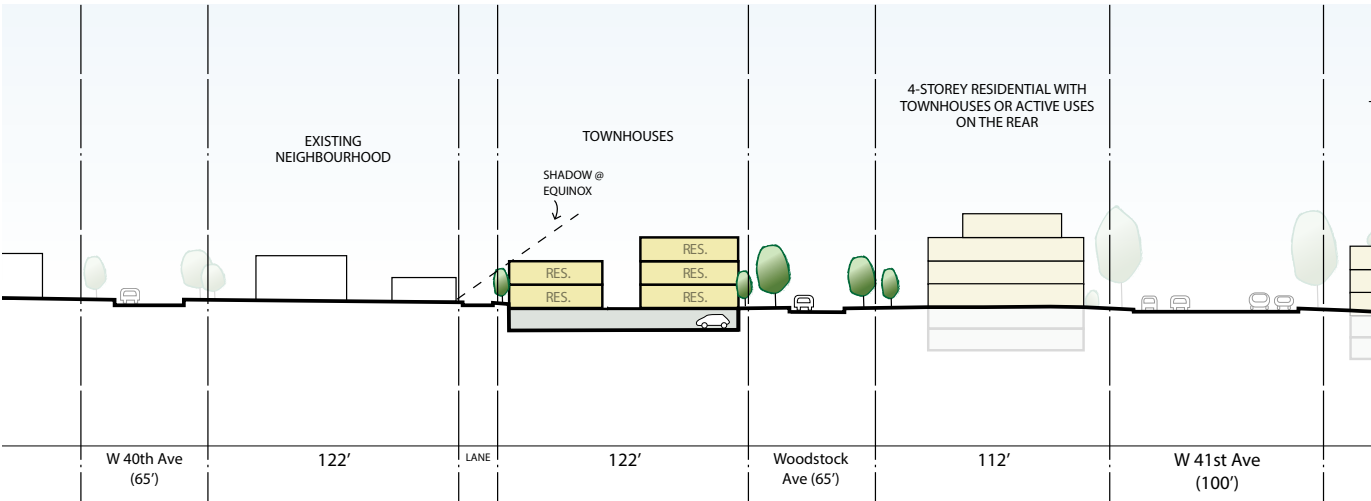 EXISTING
NEIGHBOURHOOD
TOWNHOUSES
SHADOW @
EQUINOX
4-STOREY RESIDENTIAL WITH
TOWNHOUSES OR ACTIVE USES
ON THE REAR
RES.
RES.
RES.
RES.
RES.
W 40th Ave
(65')
122'
LANE
122'
Woodstock
Ave (65')
112'
W 41st Ave
(100')